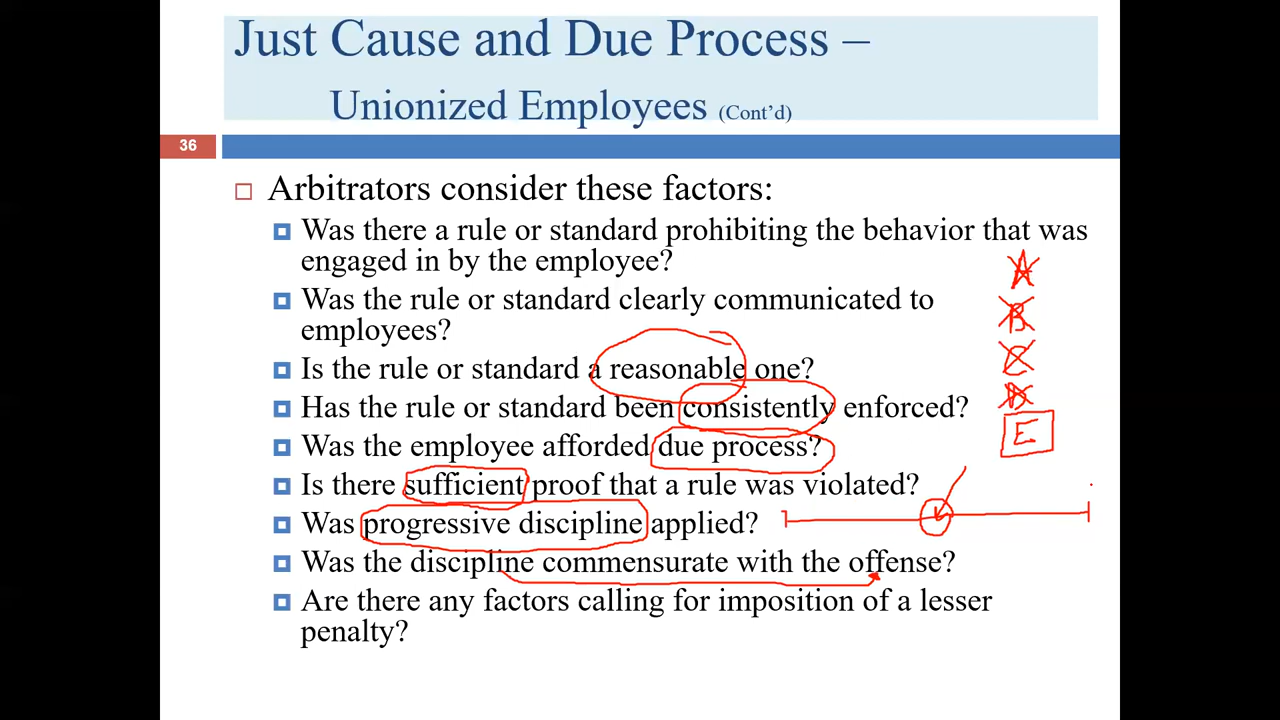 Just Cause and Due Process –
Unionized Employees (Cont’d)
36
Arbitrators consider these factors:
Was there a rule or standard prohibiting the behavior that was
engaged in by the employee?
A
Was the rule or standard clearly communicated to
B
employees?
Is the rule or standard a reasonable one?
C
Has the rule or standard been consistently enforced?
D
Was the employee afforded due process?
E
Is there sufficient proof that a rule was violated?
Was progressive discipline applied?
Was the discipline commensurate with the offense?
Are there any factors calling for imposition of a lesser
penalty?